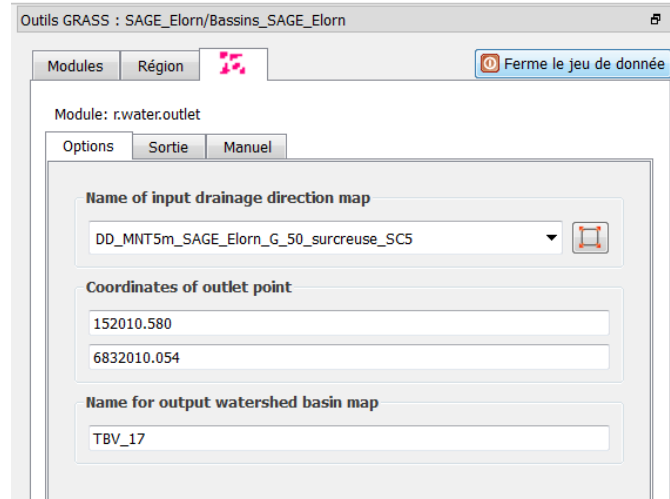 Outils GRASS : SAGE_Elorn/Bassins_SAGE_Elorn
Modules Région Ferme le jeu de donnée
Module: r.water.outlet
Options Sortie Manuel
Name of input drainage direction map
DD_MNT5m_SAGE_Elorn_G_50_surcreuse_SC5
Coordinates of outlet point
152010.580
6832010.054
Name for output watershed basin map
TBV_17